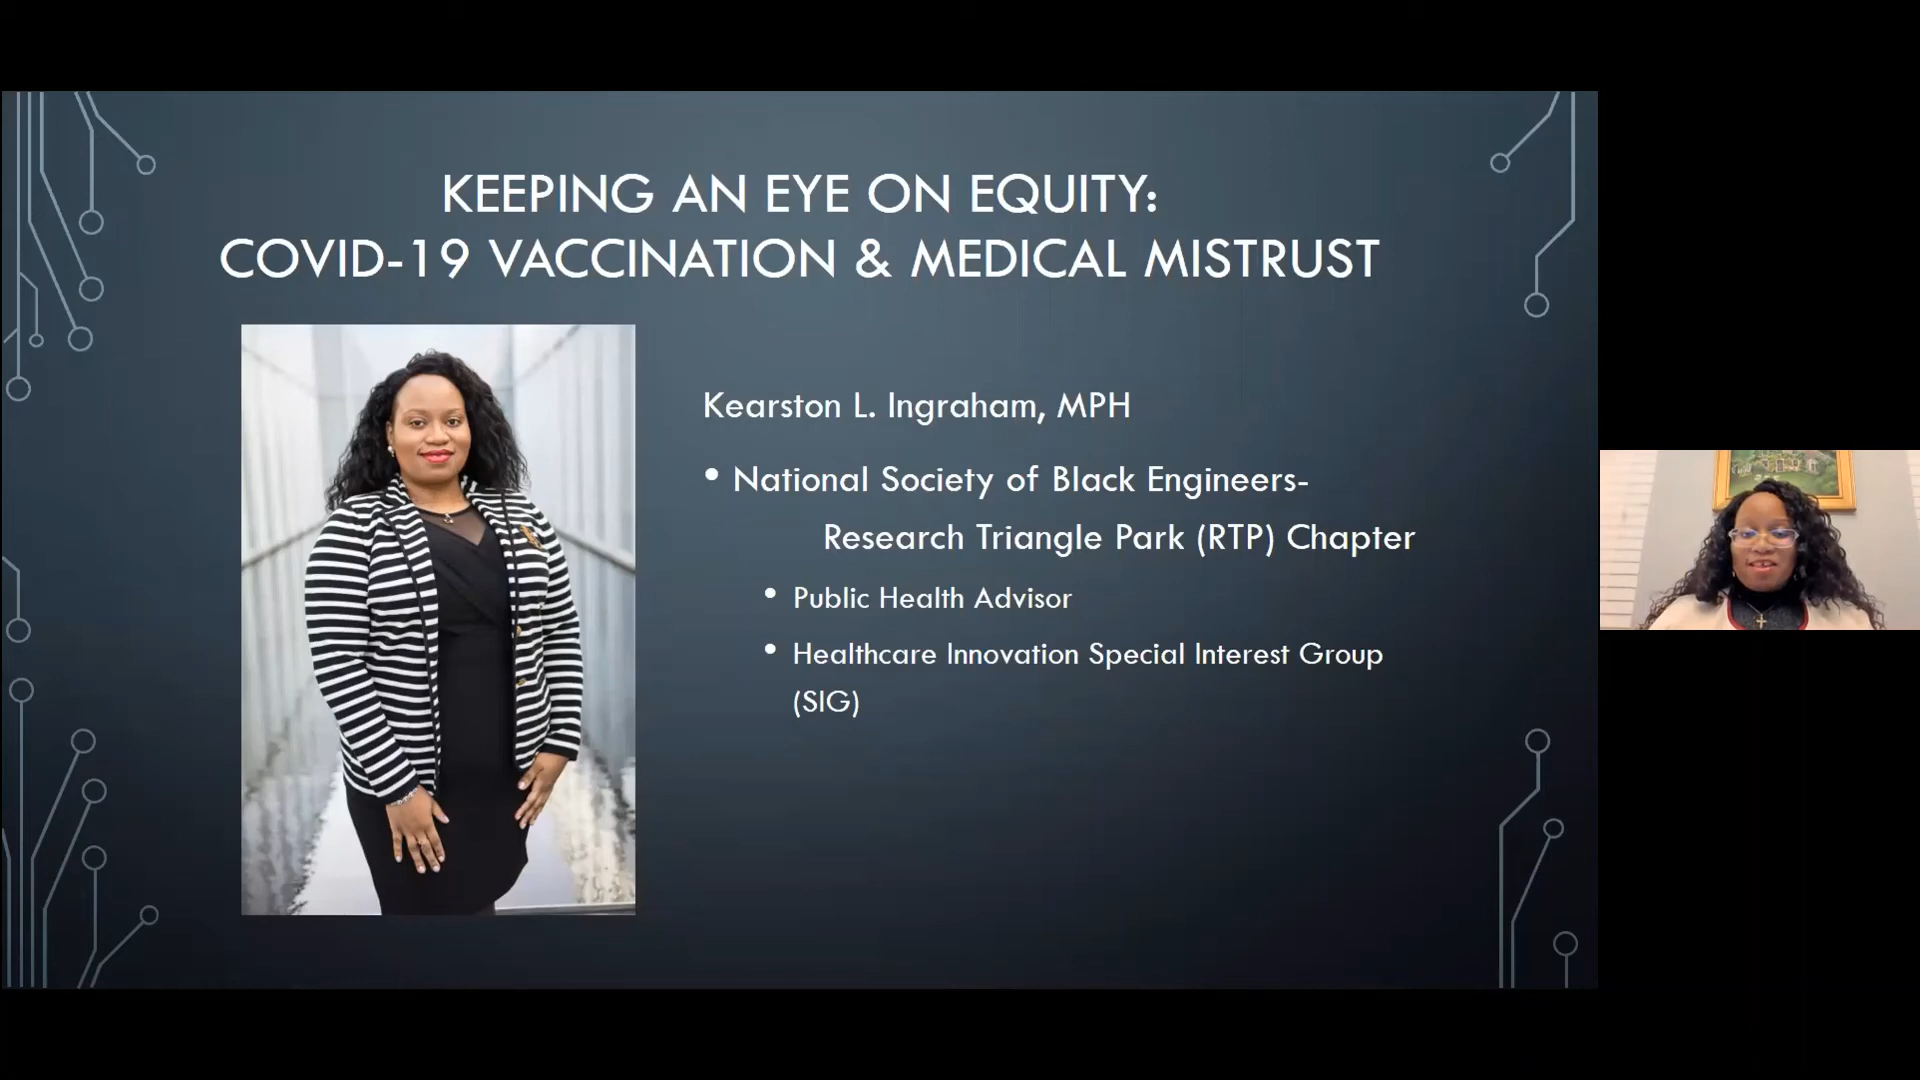 KEEPING AN EYE ON EQUITY:
COVID-19 VACCINATION & MEDICAL MISTRUST
Kearston L. Ingraham, MPH
• National Society of Black Engineers-
Research Triangle Park (RTP) Chapter
• Public Health Advisor
• Healthcare Innovation Special Interest Group
(SIG)